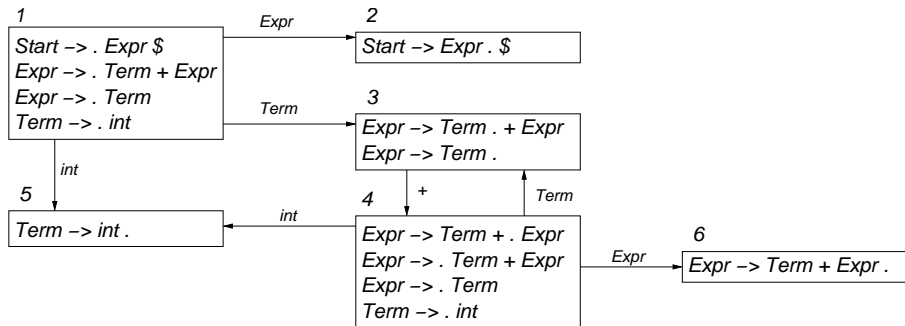 1
Start –> . Expr $
Expr –> . Term + Expr
Expr –> . Term
Term –> . int
Expr
2
Start –> Expr . $
Term
3
Expr –> Term . + Expr
Expr –> Term .
int
+
Term
5
Term –> int .
int
4
Expr –> Term + . Expr
Expr –> . Term + Expr
Expr –> . Term
Term –> . int
Expr
6
Expr –> Term + Expr .